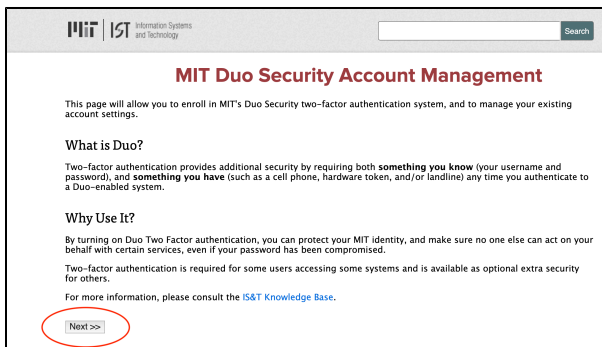 MIT IST Information Systems
and Technology
Search
MIT Duo Security Account Management
This page will allow you to enroll in MIT's Duo Security two-factor authentication system, and to manage your existing
account settings.
What is Duo?
Two-factor authentication provides additional security by requiring both something you know (your username and
password), and something you have (such as a cell phone, hardware token, and/or landline) any time you authenticate to
a Duo-enabled system.
Why Use It?
By turning on Duo Two Factor authentication, you can protect your MIT identity, and make sure no one else can act on your
behalf with certain services, even if your password has been compromised.
Two-factor authentication is required for some users accessing some systems and is available as optional extra security
for others.
For more information, please consult the IS&T Knowledge Base.
Next >>